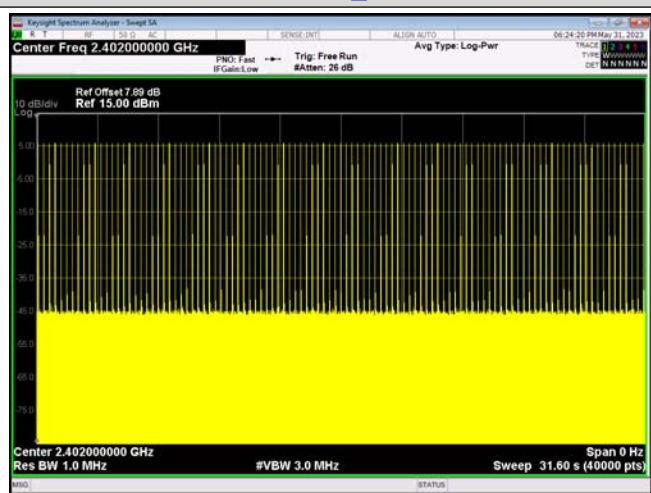 Keysight Spectrum Analyzer - Swept SA
R T RF 50 Ω AC SENSE:INT ALIGN AUTO 06:24:20 PM May 31, 2023
Center Freq 2.402000000 GHz
PNO: Fast
IFGain:Low
Trig: Free Run
#Atten: 26 dB
Avg Type: Log-Pwr
TRACE 1 2 3 4 5 6
TYPE
DET N N N N N N
Ref Offset 7.89 dB
10 dB/div Ref 15.00 dBm
Log
5.00
-5.00
-15.0
-25.0
-35.0
-45.0
-55.0
-65.0
-75.0
Center 2.402000000 GHz
Span 0 Hz
Res BW 1.0 MHz
#VBW 3.0 MHz
Sweep 31.60 s (40000 pts)
MSG STATUS